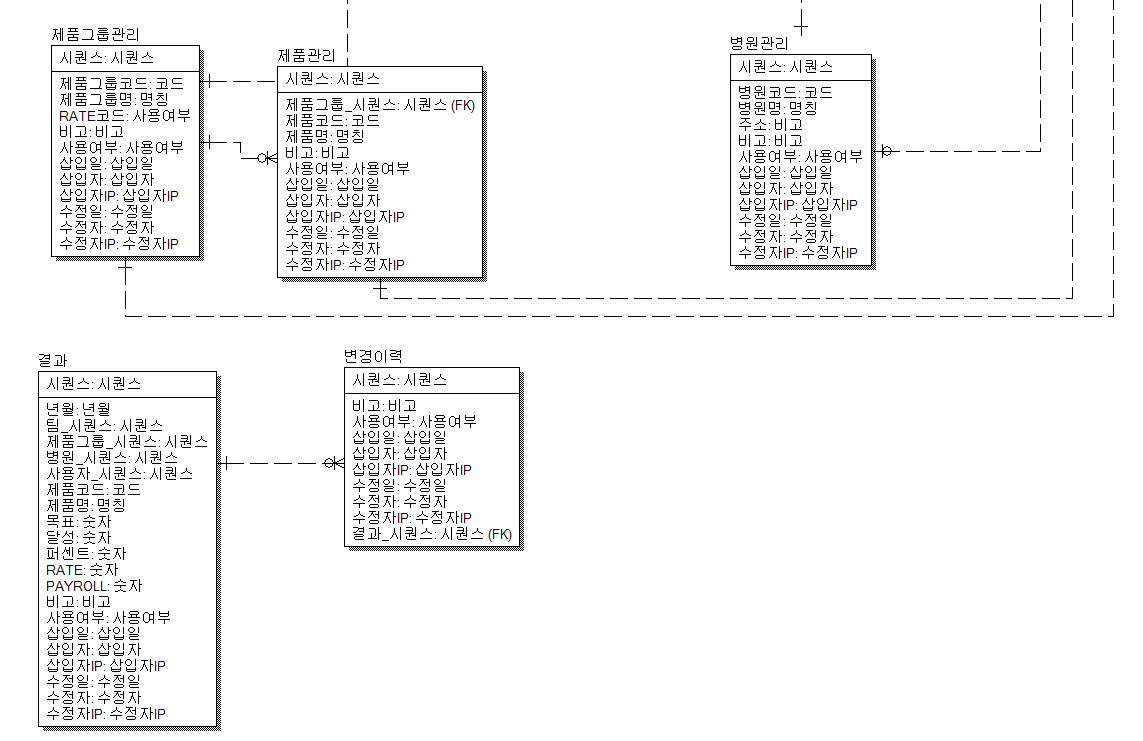 제품그룹관리
시퀀스: 시퀀스
제품그룹코드: 코드
제품그룹명: 명칭
RATE코드: 사용여부
비고: 비고
사용여부: 사용여부
삽입일: 삽입일
삽입자: 삽입자
삽입자IP: 삽입자IP
수정일: 수정일
수정자: 수정자
수정자IP: 수정자IP
제품관리
시퀀스: 시퀀스
제품그룹_시퀀스: 시퀀스 (FK)
제품코드: 코드
제품명: 명칭
비고: 비고
사용여부: 사용여부
삽입일: 삽입일
삽입자: 삽입자
삽입자IP: 삽입자IP
수정일: 수정일
수정자: 수정자
수정자IP: 수정자IP
병원관리
시퀀스: 시퀀스
병원코드: 코드
병원명: 명칭
주소: 비고
비고: 비고
사용여부: 사용여부
삽입일: 삽입일
삽입자: 삽입자
삽입자IP: 삽입자IP
수정일: 수정일
수정자: 수정자
수정자IP: 수정자IP
결과
시퀀스: 시퀀스
년월: 년월
팀_시퀀스: 시퀀스
제품그룹_시퀀스: 시퀀스
병원_시퀀스: 시퀀스
사용자_시퀀스: 시퀀스
제품코드: 코드
제품명: 명칭
목표: 숫자
달성: 숫자
퍼센트: 숫자
RATE: 숫자
PAYROLL: 숫자
비고: 비고
사용여부: 사용여부
삽입일: 삽입일
삽입자: 삽입자
삽입자IP: 삽입자IP
수정일: 수정일
수정자: 수정자
수정자IP: 수정자IP
변경이력
시퀀스: 시퀀스
비고: 비고
사용여부: 사용여부
삽입일: 삽입일
삽입자: 삽입자
삽입자IP: 삽입자IP
수정일: 수정일
수정자: 수정자
수정자IP: 수정자IP
결과_시퀀스: 시퀀스 (FK)